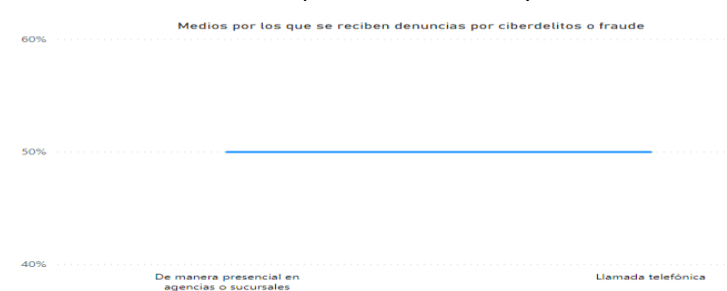 Medios por los que se reciben denuncias por ciberdelitos o fraude
60%
50%
40%
De manera presencial en
agencias o sucursales
Llamada telefónica